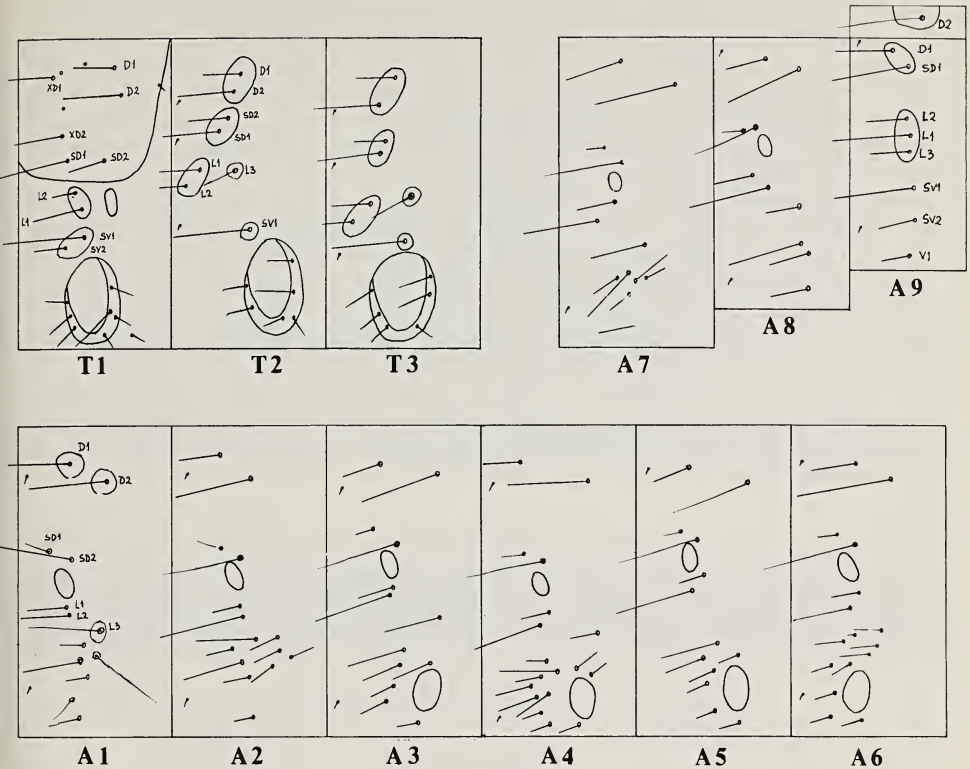 D2
D1
SD1
L2
L1
L3
SV1
SV2
V1
A9
D1
XD1
D2
XD2
SD1 SD2
L2
L1
SV1
SV2
T1
D1
D2
SD2
SD1
L1
L3
L2
SV1
T2
T3
A7
A8
D1
D2
SD1
SD2
L1
L2
L3
A1
A2
A3
A4
A5
A6